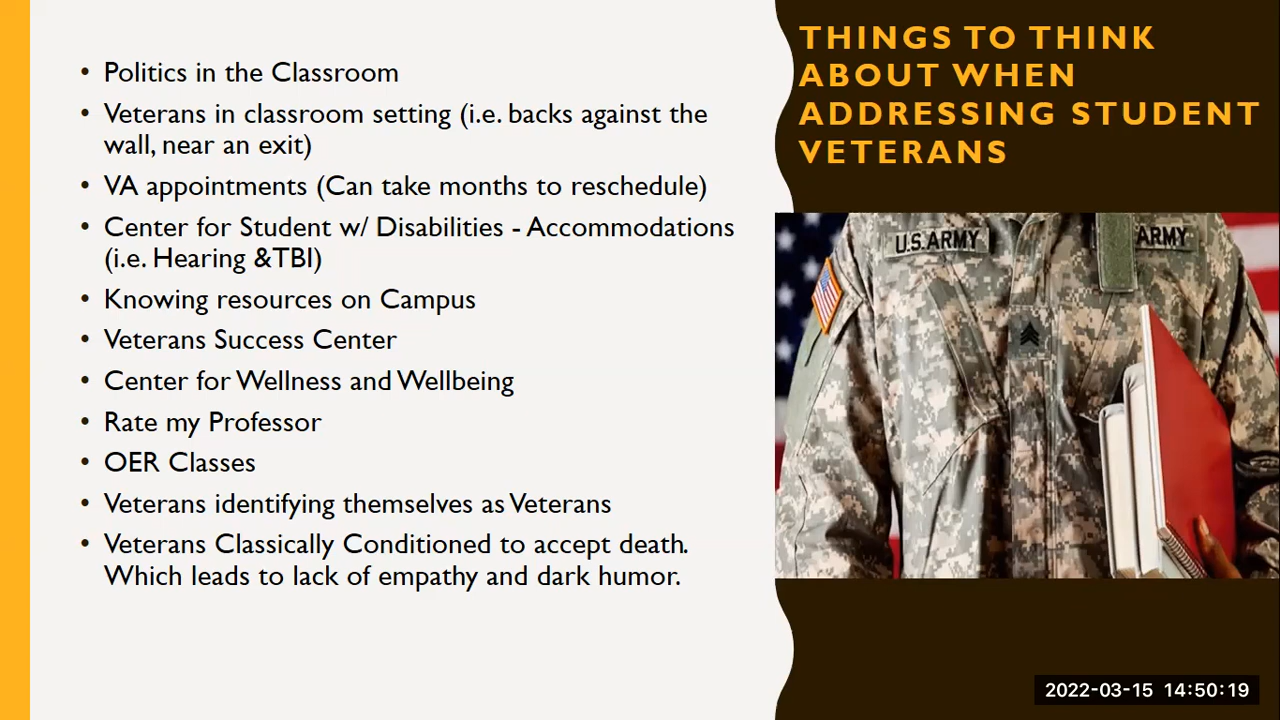 THINGS TO THINK
ABOUT WHEN
ADDRESSING STUDENT
VETERANS
• Politics in the Classroom
• Veterans in classroom setting (i.e. backs against the
wall, near an exit)
• VA appointments (Can take months to reschedule)
• Center for Student w/ Disabilities - Accommodations
(i.e. Hearing &TBI)
• Knowing resources on Campus
• Veterans Success Center
• Center for Wellness and Wellbeing
• Rate my Professor
• OER Classes
• Veterans identifying themselves as Veterans
• Veterans Classically Conditioned to accept death.
Which leads to lack of empathy and dark humor.
U.S. ARMY
ARMY
2022-03-15 14:50:19